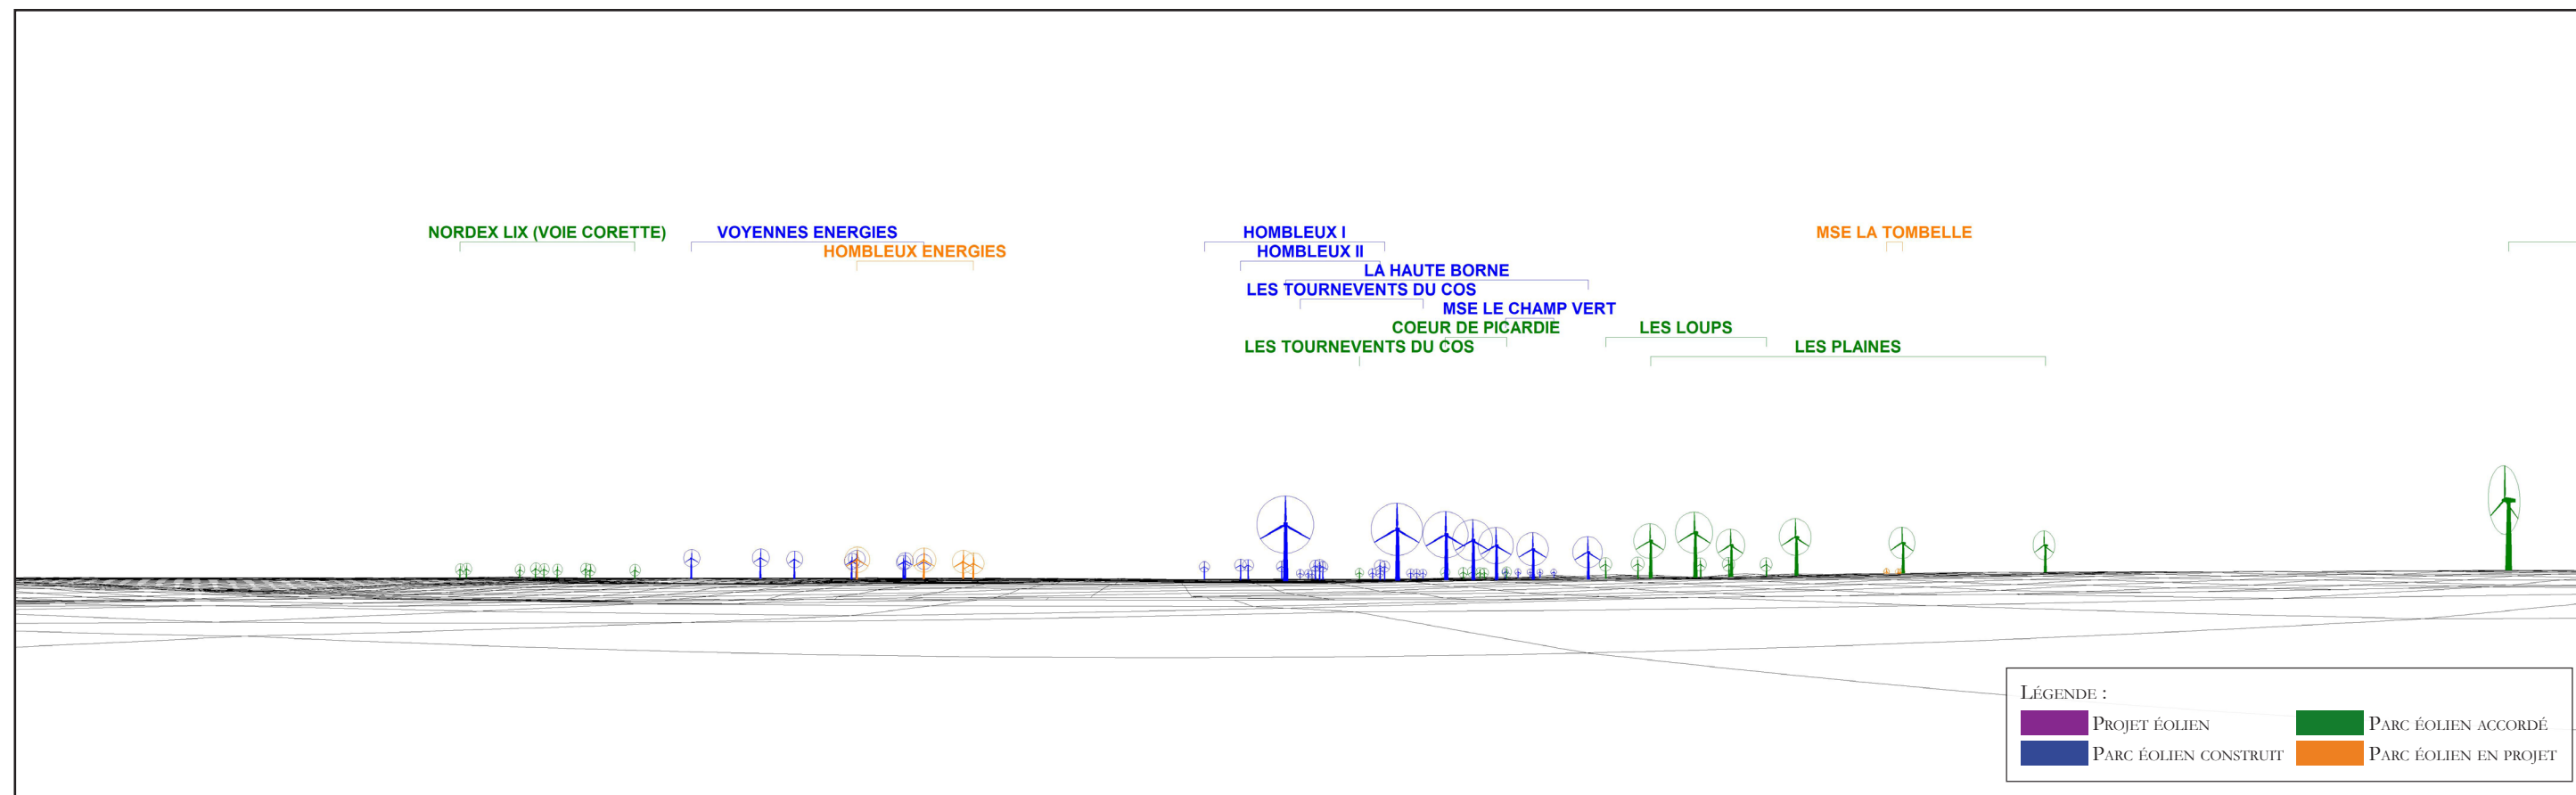 NORDEX LIX (VOIE CORETTE)
VOYENNES ENERGIES
HOMBLEUX I
MSE LA TOMBELLE
HOMBLEUX ENERGIES
HOMBLEUX II
LA HAUTE BORNE
LES TOURNEVENTS DU COS
MSE LE CHAMP VERT
COEUR DE PICARDIE
LES LOUPS
LES TOURNEVENTS DU COS
LES PLAINES
LÉGENDE :
PROJET ÉOLIEN
PARC ÉOLIEN ACCORDÉ
PARC ÉOLIEN CONSTRUIT
PARC ÉOLIEN EN PROJET